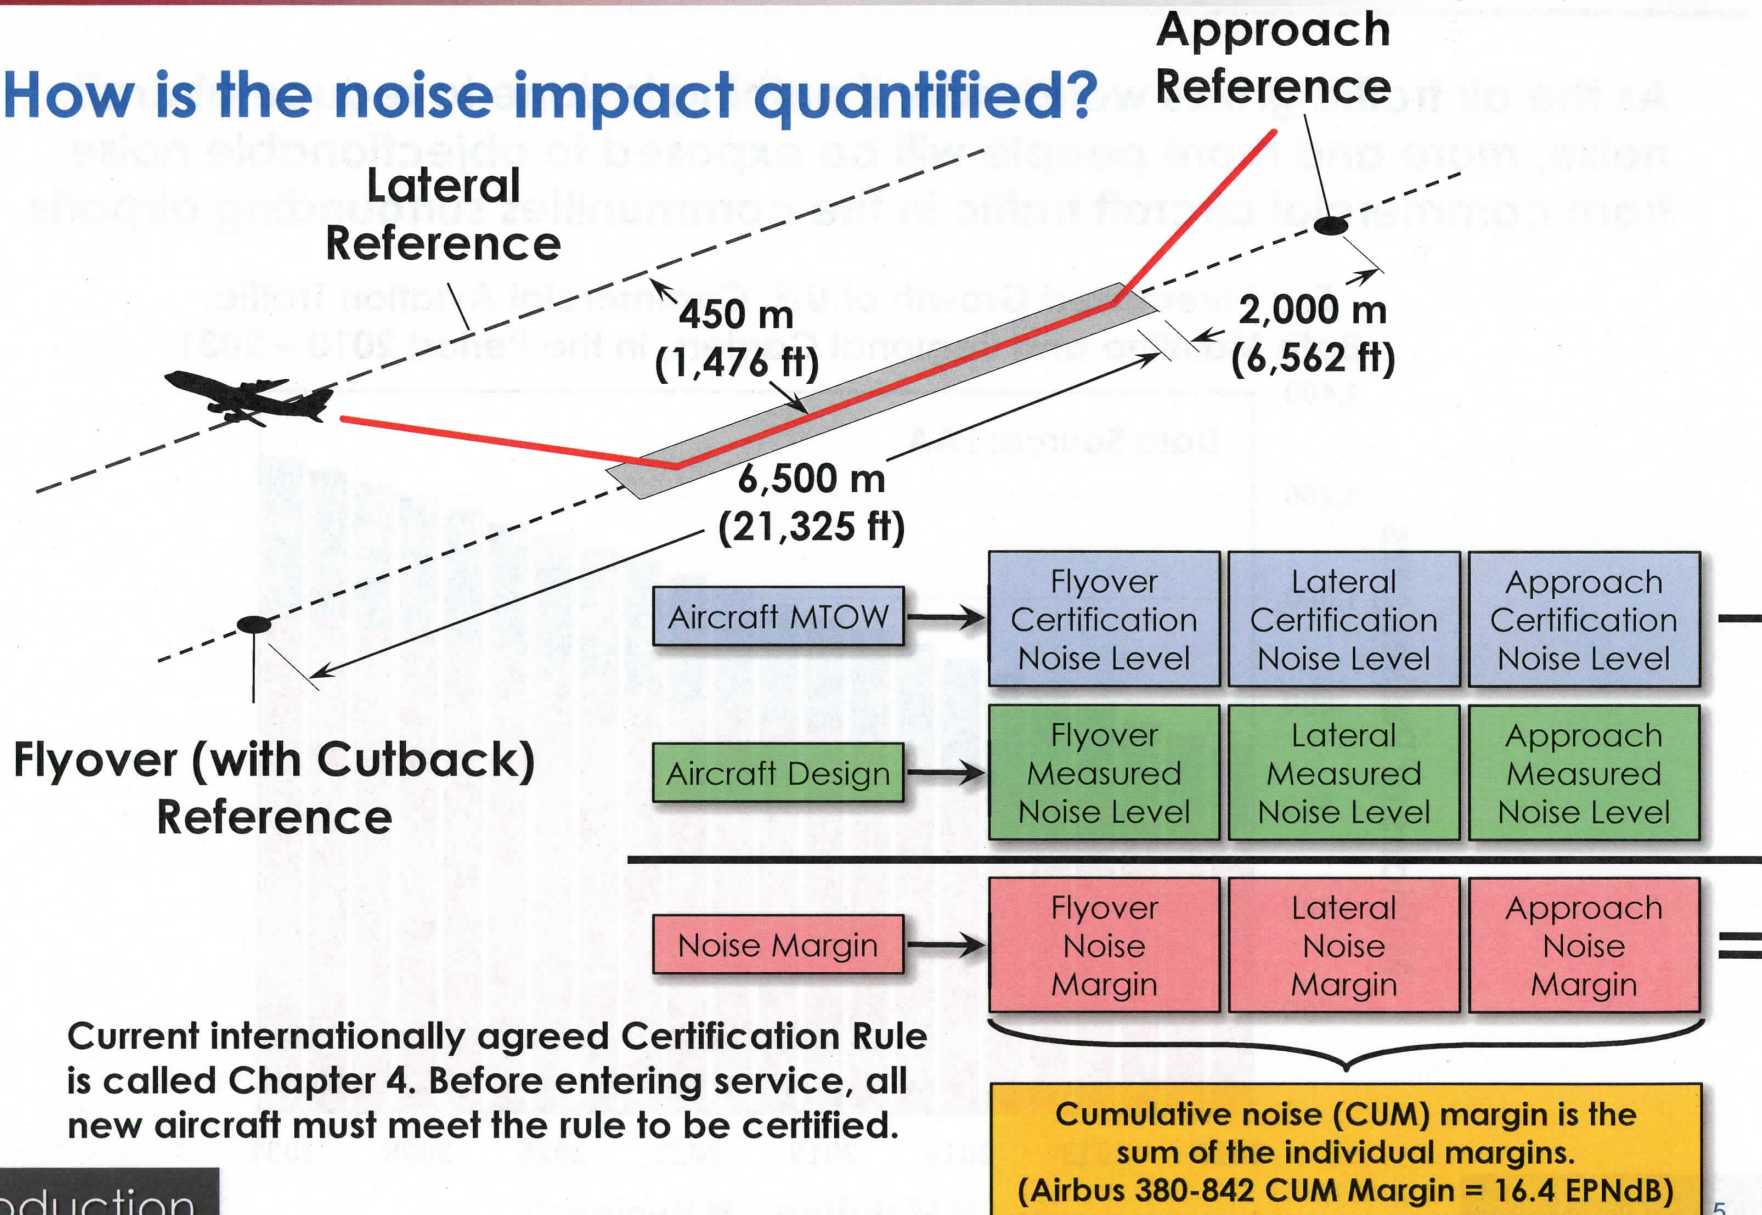 How is the noise impact quantified?
Approach
Reference
Lateral
Reference
450 m
(1,476 ft)
2,000 m
(6,562 ft)
6,500 m
(21,325 ft)
Flyover (with Cutback)
Reference
Aircraft MTOW
Flyover
Certification
Noise Level
Lateral
Certification
Noise Level
Approach
Certification
Noise Level
Aircraft Design
Flyover
Measured
Noise Level
Lateral
Measured
Noise Level
Approach
Measured
Noise Level
Noise Margin
Flyover
Noise
Margin
Lateral
Noise
Margin
Approach
Noise
Margin
Current internationally agreed Certification Rule
is called Chapter 4. Before entering service, all
new aircraft must meet the rule to be certified.
Cumulative noise (CUM) margin is the
sum of the individual margins.
(Airbus 380-842 CUM Margin = 16.4 EPNdB)
oduction
5